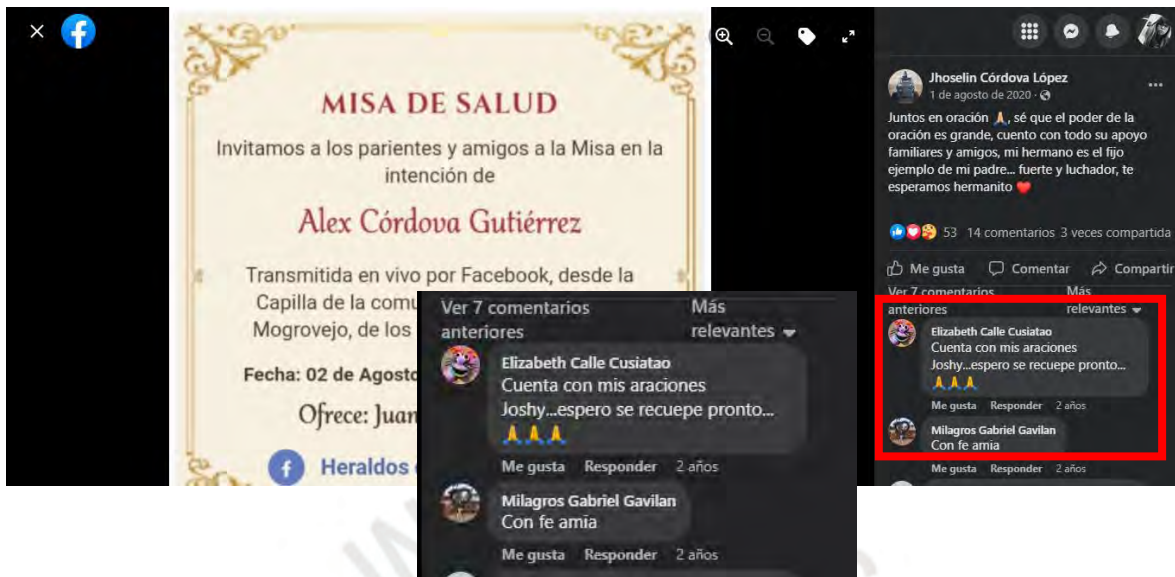 MISA DE SALUD
Invitamos a los parientes y amigos a la Misa en la
intención de
Alex Córdova Gutiérrez
Transmitida en vivo por Facebook, desde la
Capilla de la comu
Mogrovejo, de los
Fecha: 02 de Agosto
Ofrece: Juan
Heraldos
Ver 7 comentarios
anteriores
Más
relevantes
Elizabeth Calle Cusiatao
Cuenta con mis araciones
Joshy...espero se recuepe pronto...
🙏🙏🙏
Me gusta Responder 2 años
Milagros Gabriel Gavilan
Con fe amia
Me gusta Responder 2 años
Jhoselin Córdova López
1 de agosto de 2020 ·
Juntos en oración 🙏, sé que el poder de la
oración es grande, cuento con todo su apoyo
familiares y amigos, mi hermano es el fijo
ejemplo de mi padre... fuerte y luchador, te
esperamos hermanito ❤️
53 14 comentarios 3 veces compartida
Me gusta Comentar Compartir
Ver 7 comentarios
anteriores
Más
relevantes
Elizabeth Calle Cusiatao
Cuenta con mis araciones
Joshy...espero se recuepe pronto...
🙏🙏🙏
Me gusta Responder 2 años
Milagros Gabriel Gavilan
Con fe amia
Me gusta Responder 2 años